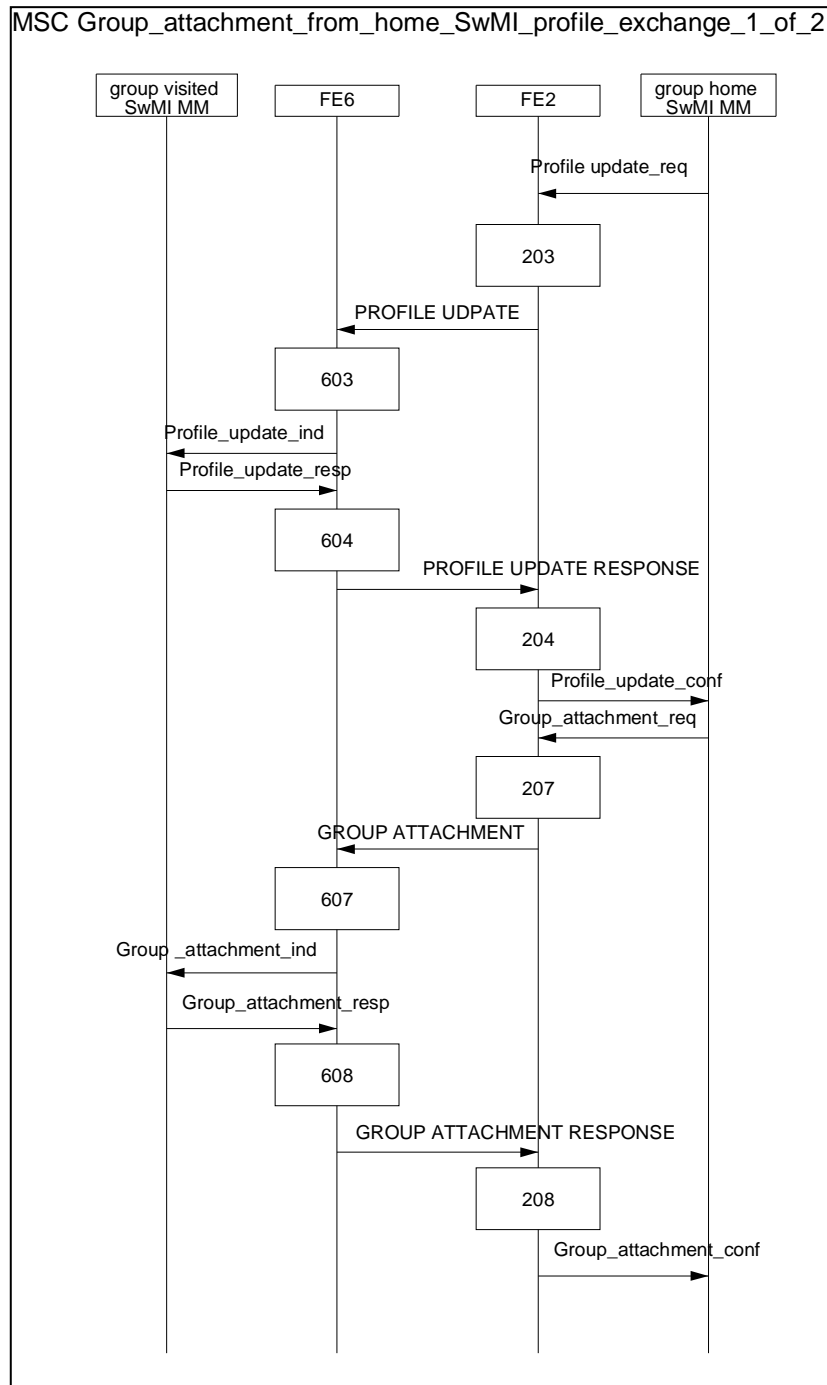 MSC Group_attachment_from_home_SwMI_profile_exchange_1_of_2
group visited
SwMI MM
FE6
FE2
group home
SwMI MM
Profile update_req
203
PROFILE UDPATE
603
Profile_update_ind
Profile_update_resp
604
PROFILE UPDATE RESPONSE
204
Profile_update_conf
Group_attachment_req
207
GROUP ATTACHMENT
607
Group _attachment_ind
Group_attachment_resp
608
GROUP ATTACHMENT RESPONSE
208
Group_attachment_conf